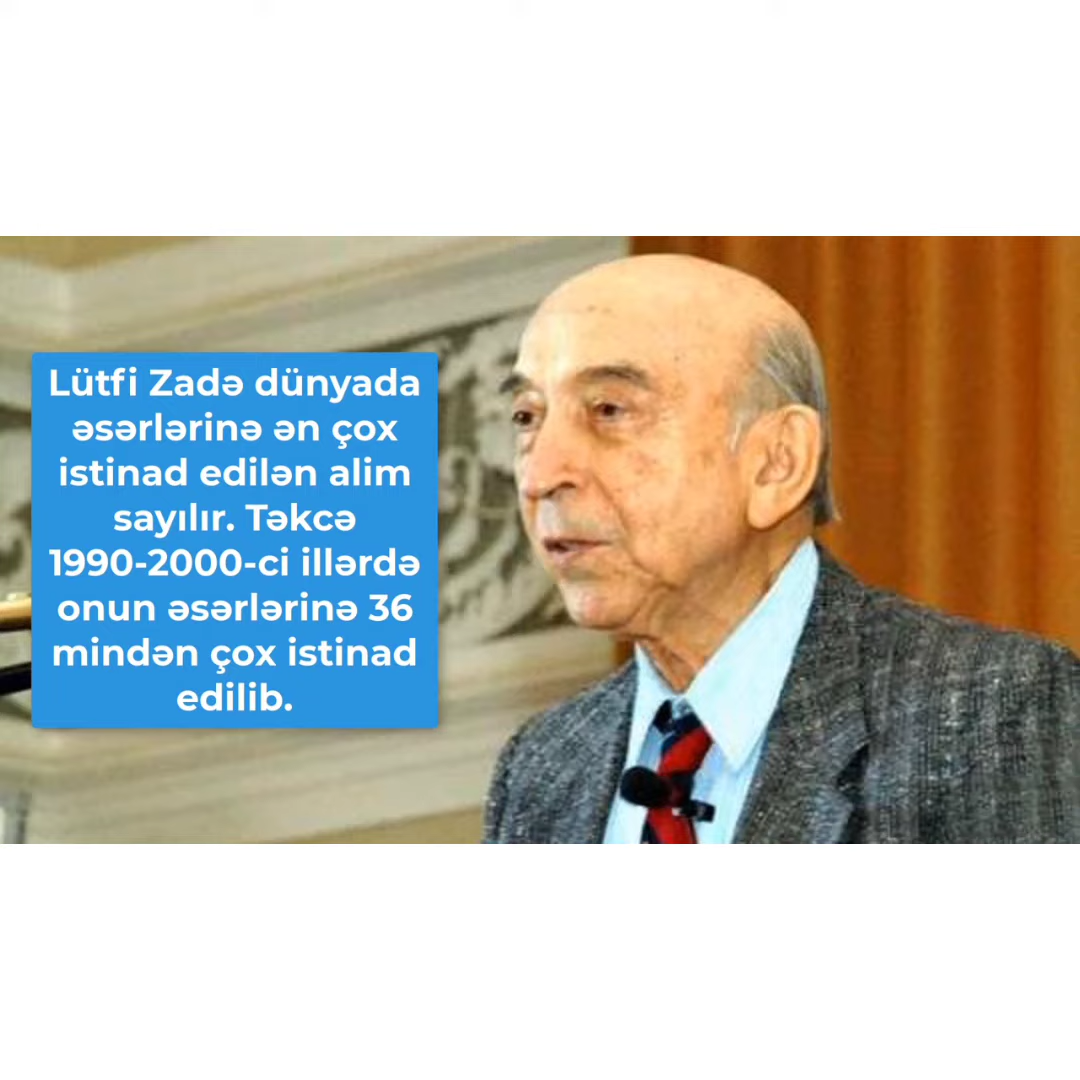 Lütfi Zadə dünyada
əsərlərinə ən çox
istinad edilən alim
sayılır. Təkcə
1990-2000-ci illərdə
onun əsərlərinə 36
mindən çox istinad
edilib.